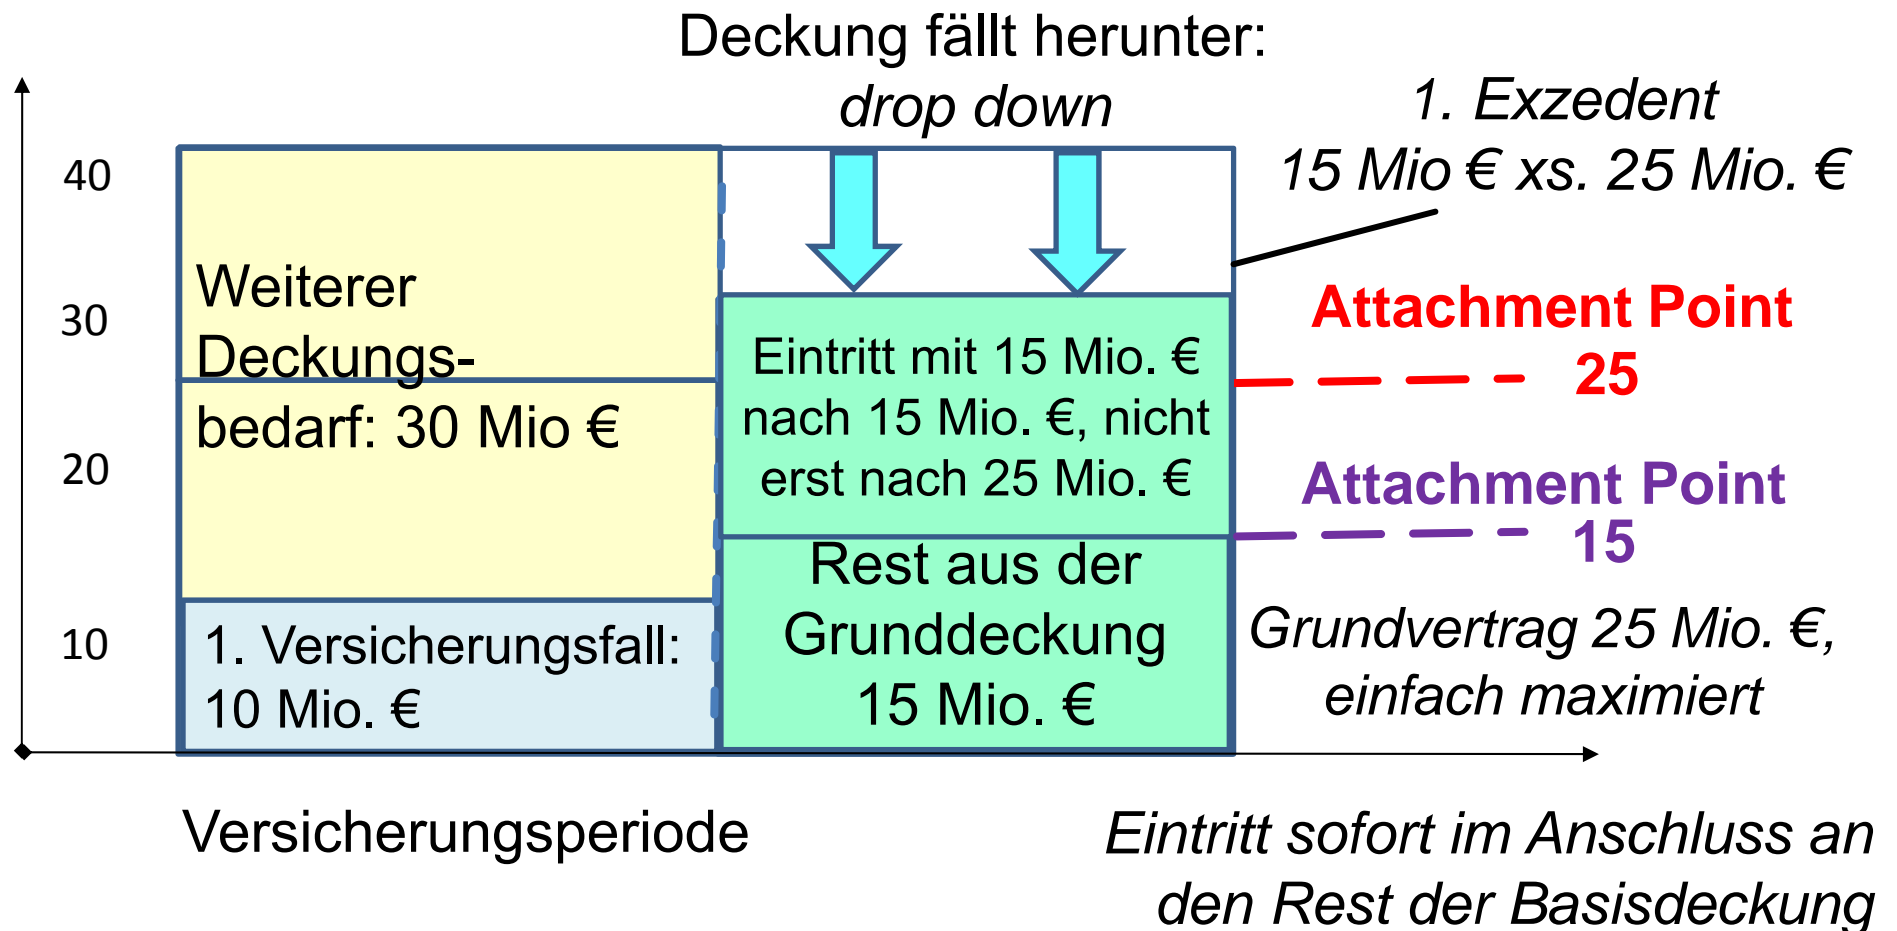 Deckung fällt herunter:
drop down
1. Exzedent
15 Mio € xs. 25 Mio. €
40
30
20
10
Weiterer
Deckungs-
bedarf: 30 Mio €
1. Versicherungsfall:
10 Mio. €
Eintritt mit 15 Mio. €
nach 15 Mio. €, nicht
erst nach 25 Mio. €
Rest aus der
Grunddeckung
15 Mio. €
Attachment Point
25
Attachment Point
15
Grundvertrag 25 Mio. €,
einfach maximiert
Versicherungsperiode
Eintritt sofort im Anschluss an
den Rest der Basisdeckung